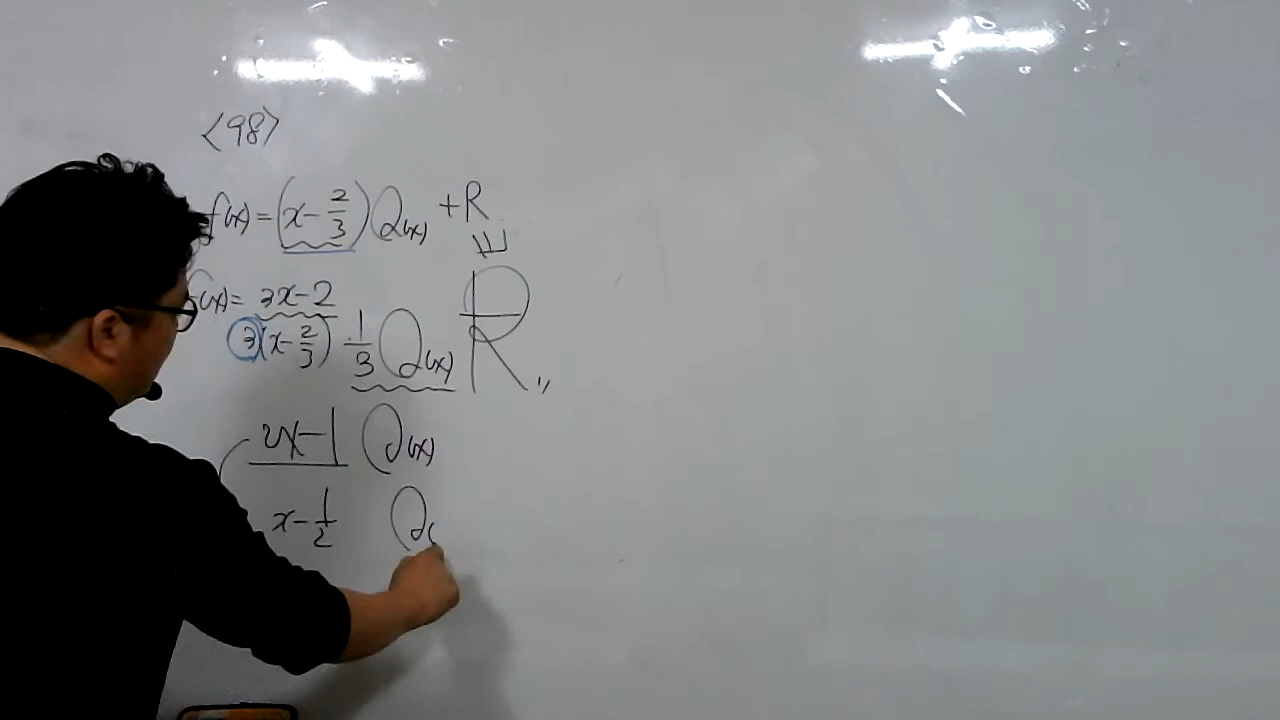 <98>
f(x) = (x - 2/3) Q(x) + R
f(x) = 3x - 2
3(x - 2/3) 1/3 Q(x) R
2x - 1 Q(x)
x - 1/2 Q(